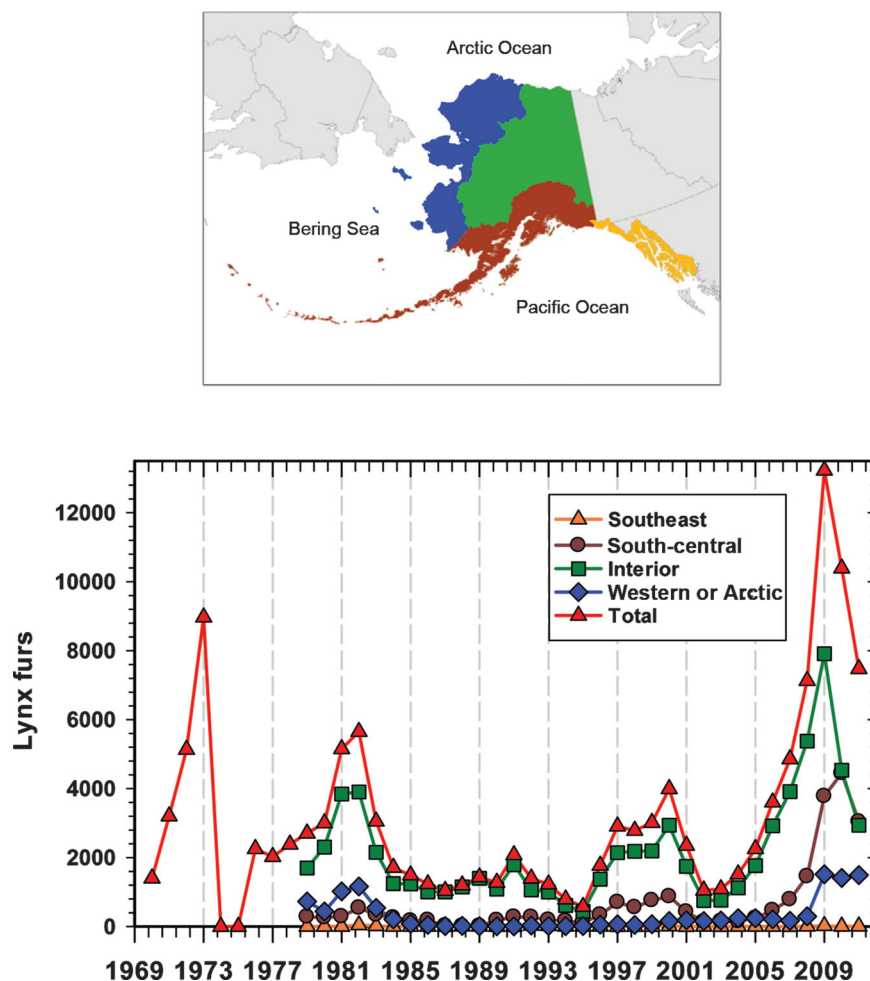 Arctic Ocean
Bering Sea
Pacific Ocean
12000
10000
8000
6000
4000
2000
0
Lynx furs
Southeast
South-central
Interior
Western or Arctic
Total
1969 1973 1977 1981 1985 1989 1993 1997 2001 2005 2009